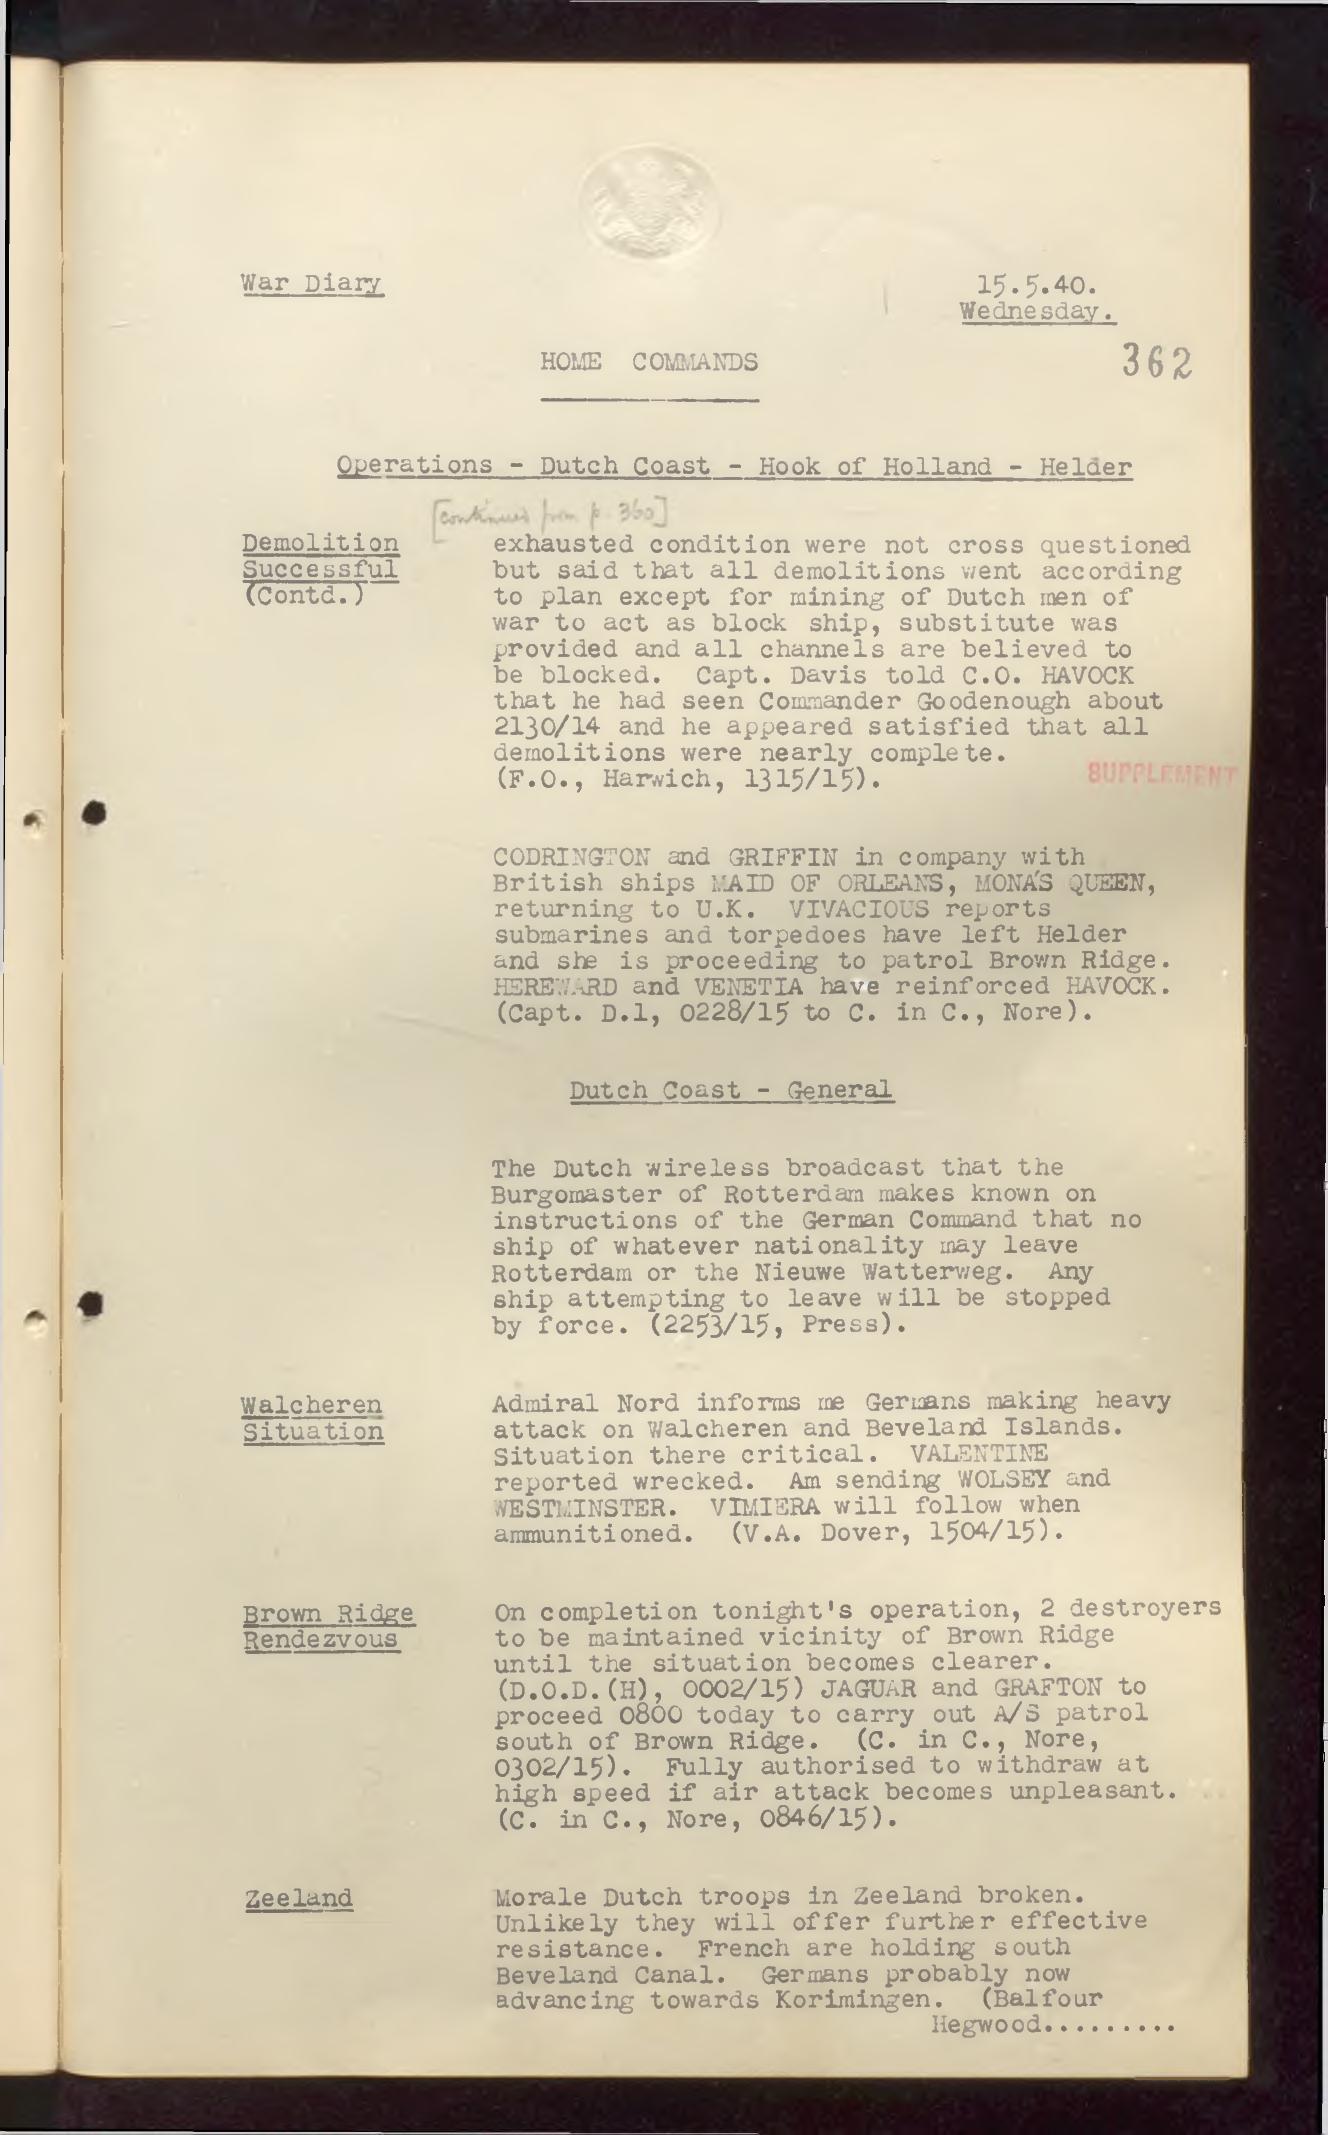 War Diary
15.5.40.
Wednesday.
362
HOME COMMANDS
Operations - Dutch Coast - Hook of Holland - Helder
[continued from p. 360]
Demolition
Successful
(Contd.)
exhausted condition were not cross questioned
but said that all demolitions went according
to plan except for mining of Dutch men of
war to act as block ship, substitute was
provided and all channels are believed to
be blocked. Capt. Davis told C.O. HAVOCK
that he had seen Commander Goodenough about
2130/14 and he appeared satisfied that all
demolitions were nearly complete.
(F.O., Harwich, 1315/15).
SUPPLEMENT
CODRINGTON and GRIFFIN in company with
British ships MAID OF ORLEANS, MONA'S QUEEN,
returning to U.K. VIVACIOUS reports
submarines and torpedoes have left Helder
and she is proceeding to patrol Brown Ridge.
HEREWARD and VENETIA have reinforced HAVOCK.
(Capt. D.1, 0228/15 to C. in C., Nore).
Dutch Coast - General
The Dutch wireless broadcast that the
Burgomaster of Rotterdam makes known on
instructions of the German Command that no
ship of whatever nationality may leave
Rotterdam or the Nieuwe Watterweg. Any
ship attempting to leave will be stopped
by force. (2253/15, Press).
Walcheren
Situation
Admiral Nord informs me Germans making heavy
attack on Walcheren and Beveland Islands.
Situation there critical. VALENTINE
reported wrecked. Am sending WOLSEY and
WESTMINSTER. VIMIERA will follow when
ammunitioned. (V.A. Dover, 1504/15).
Brown Ridge
Rendezvous
On completion tonight's operation, 2 destroyers
to be maintained vicinity of Brown Ridge
until the situation becomes clearer.
(D.O.D.(H), 0002/15) JAGUAR and GRAFTON to
proceed 0800 today to carry out A/S patrol
south of Brown Ridge. (C. in C., Nore,
0302/15). Fully authorised to withdraw at
high speed if air attack becomes unpleasant.
(C. in C., Nore, 0846/15).
Zeeland
Morale Dutch troops in Zeeland broken.
Unlikely they will offer further effective
resistance. French are holding south
Beveland Canal. Germans probably now
advancing towards Korimingen. (Balfour
Hegwood.........